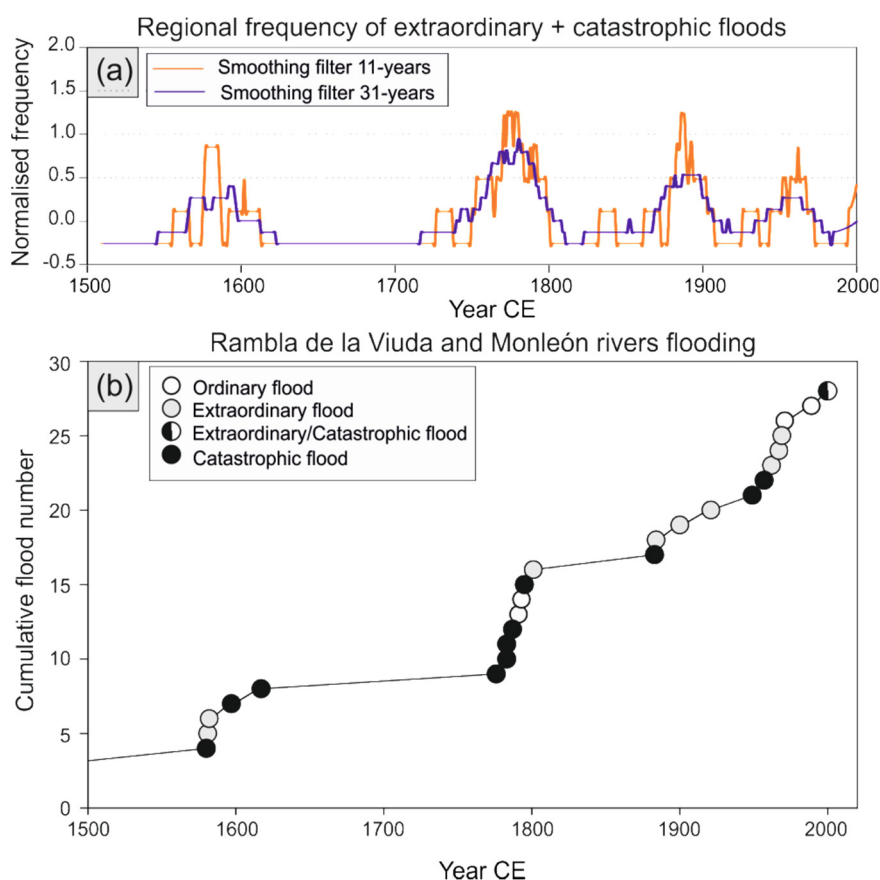 Regional frequency of extraordinary + catastrophic floods
(a)
Smoothing filter 11-years
Smoothing filter 31-years
Normalised frequency
2.0
1.5
1.0
0.5
0.0
-0.5
1500 1600 1700 1800 1900 2000
Year CE
Rambla de la Viuda and Monleón rivers flooding
(b)
Ordinary flood
Extraordinary flood
Extraordinary/Catastrophic flood
Catastrophic flood
Cumulative flood number
30
25
20
15
10
5
0
1500 1600 1700 1800 1900 2000
Year CE